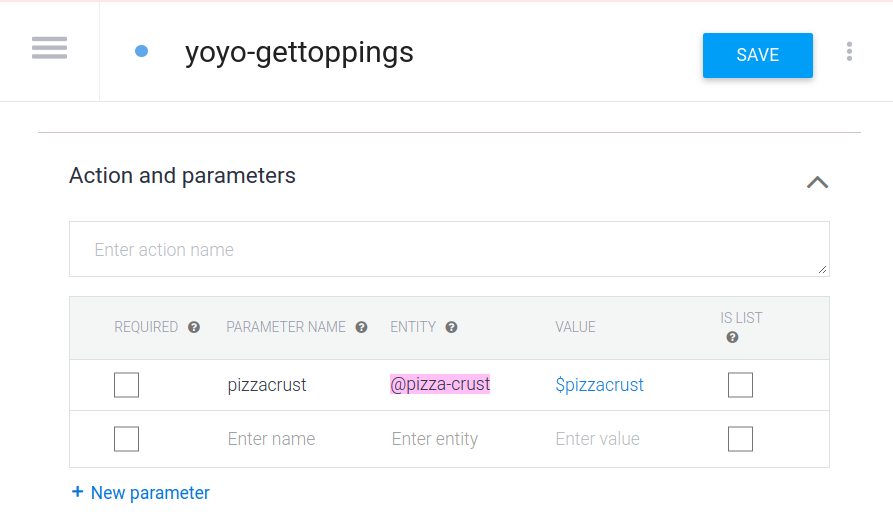 yoyo-gettoppings
SAVE
Action and parameters
Enter action name
REQUIRED ? PARAMETER NAME ? ENTITY ? VALUE IS LIST ?
pizzacrust @pizza-crust $pizzacrust
Enter name Enter entity Enter value
+ New parameter